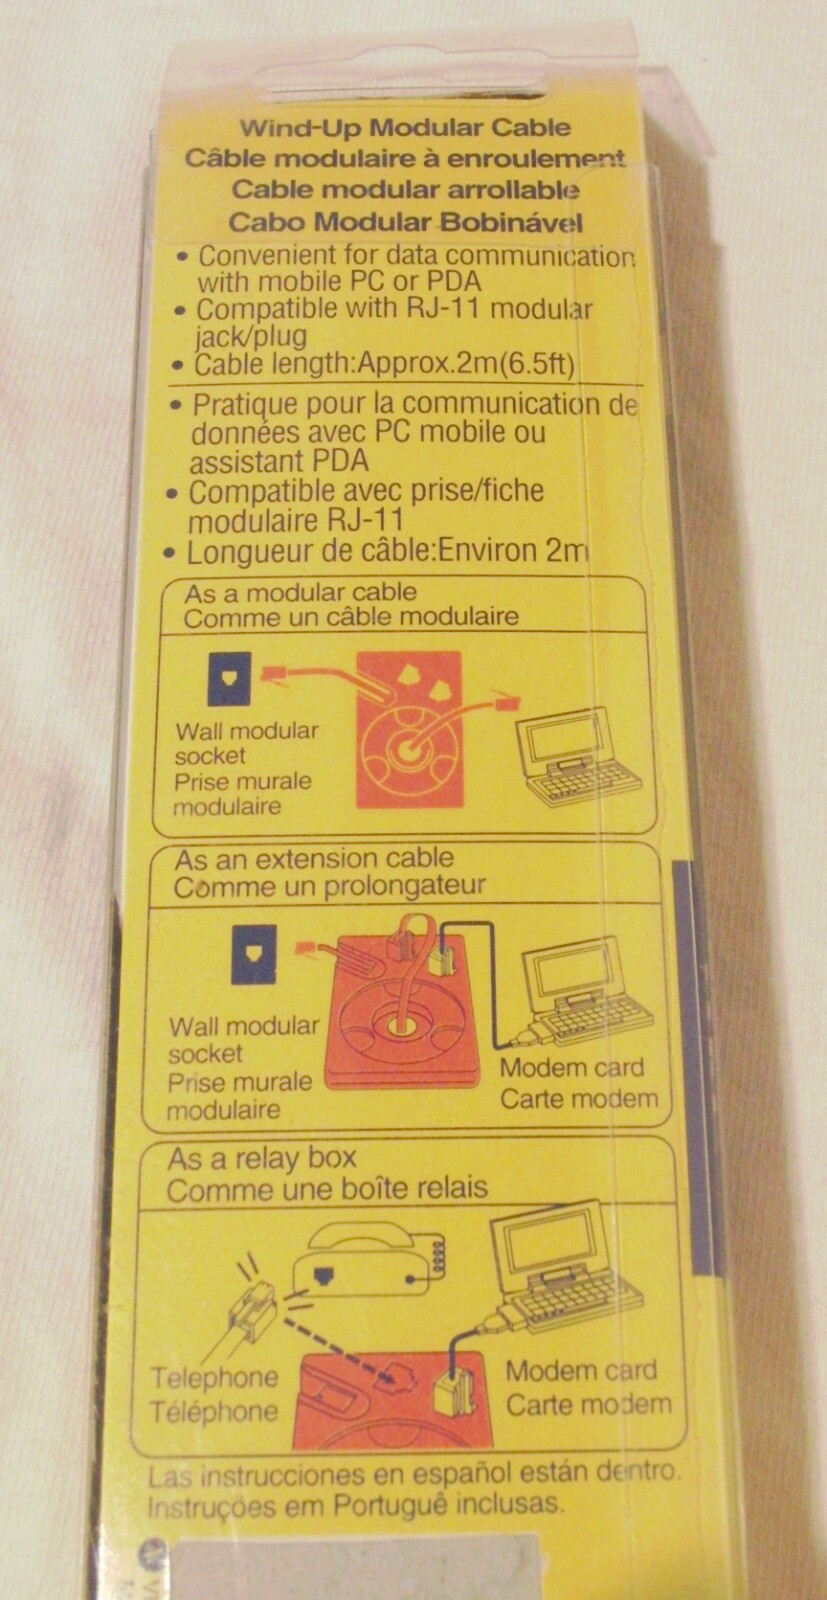 Wind-Up Modular Cable
Câble modulaire à enroulement
Cable modular arrollable
Cabo Modular Bobinável
• Convenient for data communication
with mobile PC or PDA
• Compatible with RJ-11 modular
jack/plug
• Cable length:Approx.2m(6.5ft)
• Pratique pour la communication de
données avec PC mobile ou
assistant PDA
• Compatible avec prise/fiche
modulaire RJ-11
• Longueur de câble:Environ 2m
As a modular cable
Comme un câble modulaire
Wall modular
socket
Prise murale
modulaire
As an extension cable
Comme un prolongateur
Wall modular
socket
Prise murale
modulaire
Modem card
Carte modem
As a relay box
Comme une boîte relais
Telephone
Téléphone
Modem card
Carte modem
Las instrucciones en español están dentro.
Instruções em Portuguê inclusas.